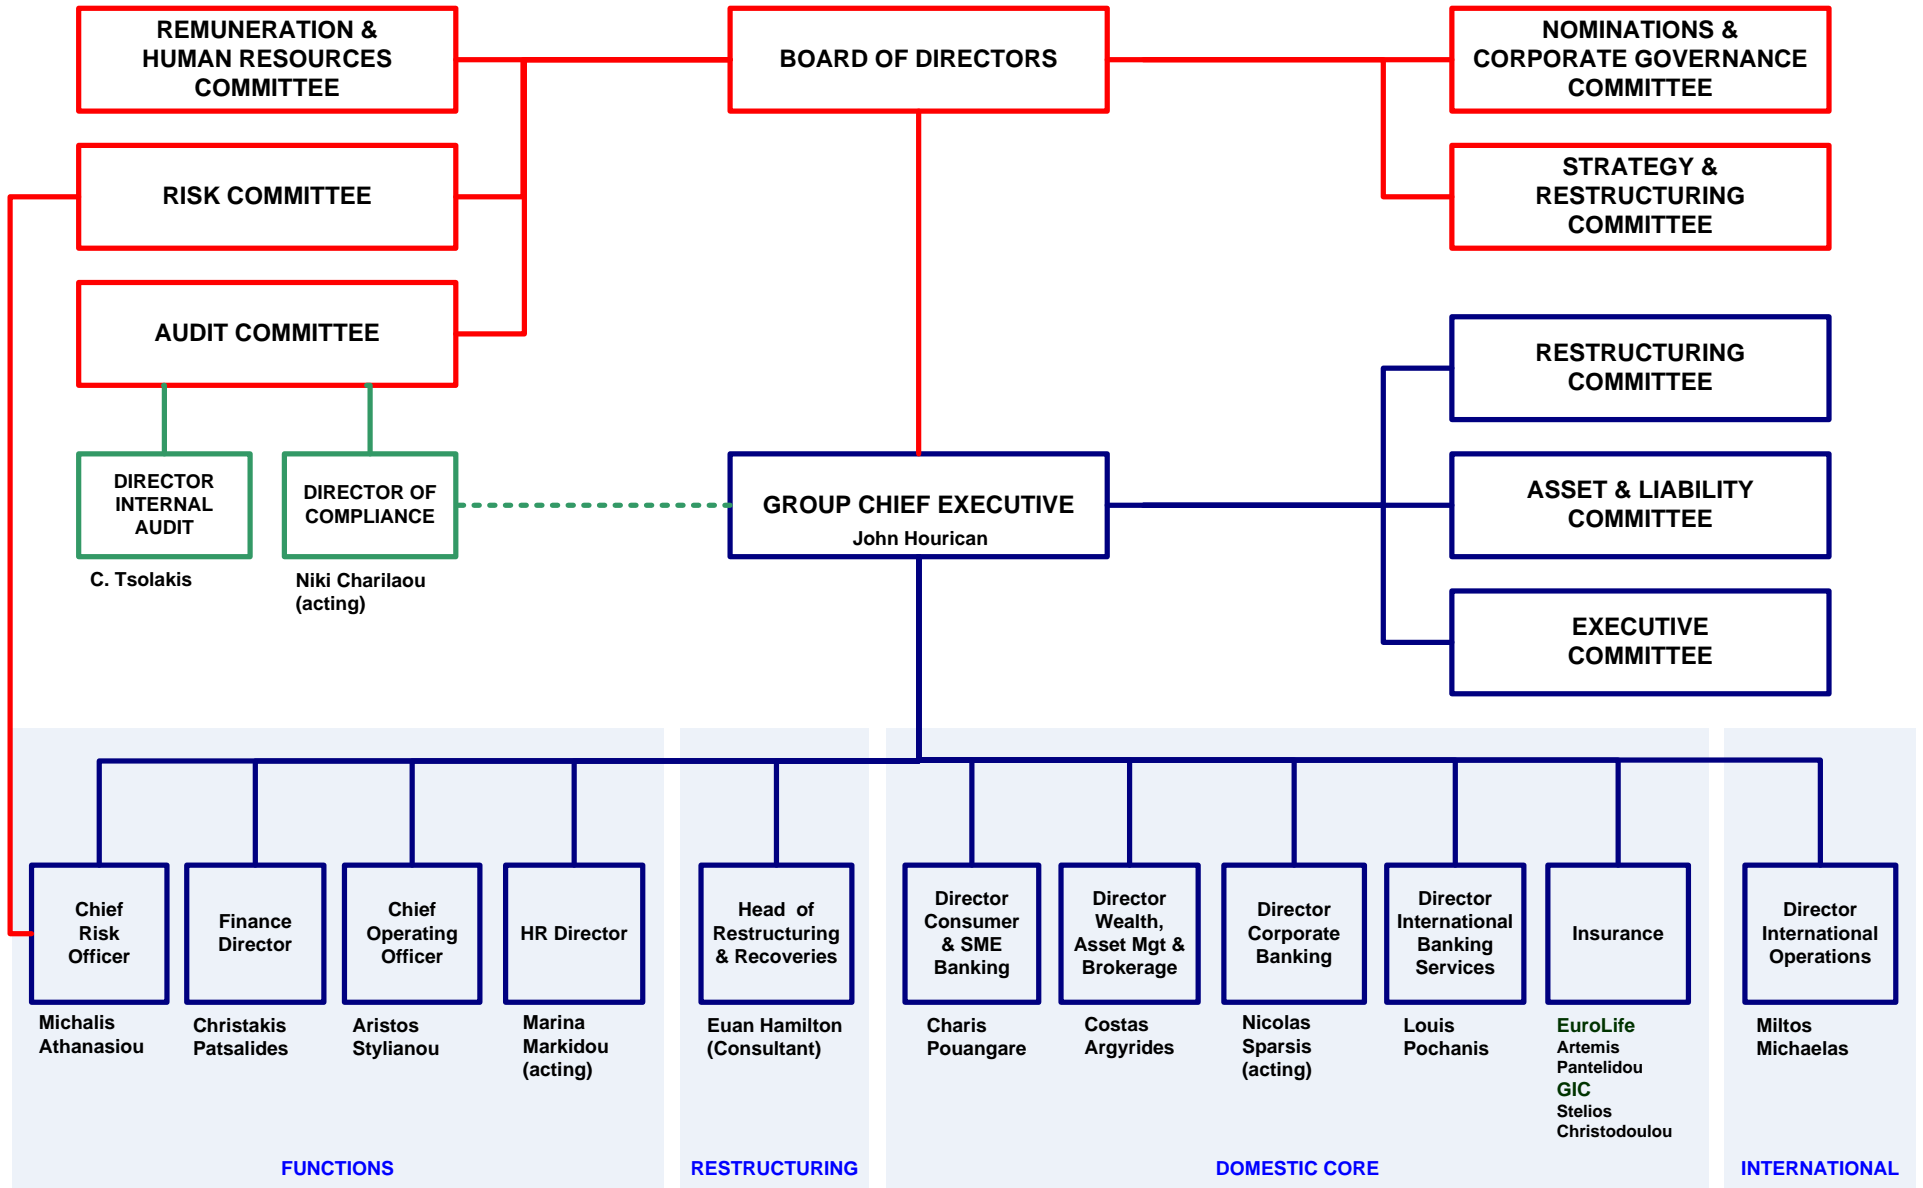 REMUNERATION &
HUMAN RESOURCES
COMMITTEE
BOARD OF DIRECTORS
NOMINATIONS &
CORPORATE GOVERNANCE
COMMITTEE
RISK COMMITTEE
STRATEGY &
RESTRUCTURING
COMMITTEE
AUDIT COMMITTEE
RESTRUCTURING
COMMITTEE
DIRECTOR
INTERNAL
AUDIT
C. Tsolakis
DIRECTOR OF
COMPLIANCE
Niki Charilaou
(acting)
GROUP CHIEF EXECUTIVE
John Hourican
ASSET & LIABILITY
COMMITTEE
EXECUTIVE
COMMITTEE
Chief
Risk
Officer
Michalis
Athanasiou
Finance
Director
Christakis
Patsalides
Chief
Operating
Officer
Aristos
Stylianou
HR Director
Marina
Markidou
(acting)
FUNCTIONS
Head of
Restructuring
& Recoveries
Euan Hamilton
(Consultant)
RESTRUCTURING
Director
Consumer
& SME
Banking
Charis
Pouangare
Director
Wealth,
Asset Mgt &
Brokerage
Costas
Argyrides
Director
Corporate
Banking
Nicolas
Sparsis
(acting)
Director
International
Banking
Services
Louis
Pochanis
Insurance
EuroLife
Artemis
Pantelidou
GIC
Stelios
Christodoulou
DOMESTIC CORE
Director
International
Operations
Miltos
Michaelas
INTERNATIONAL